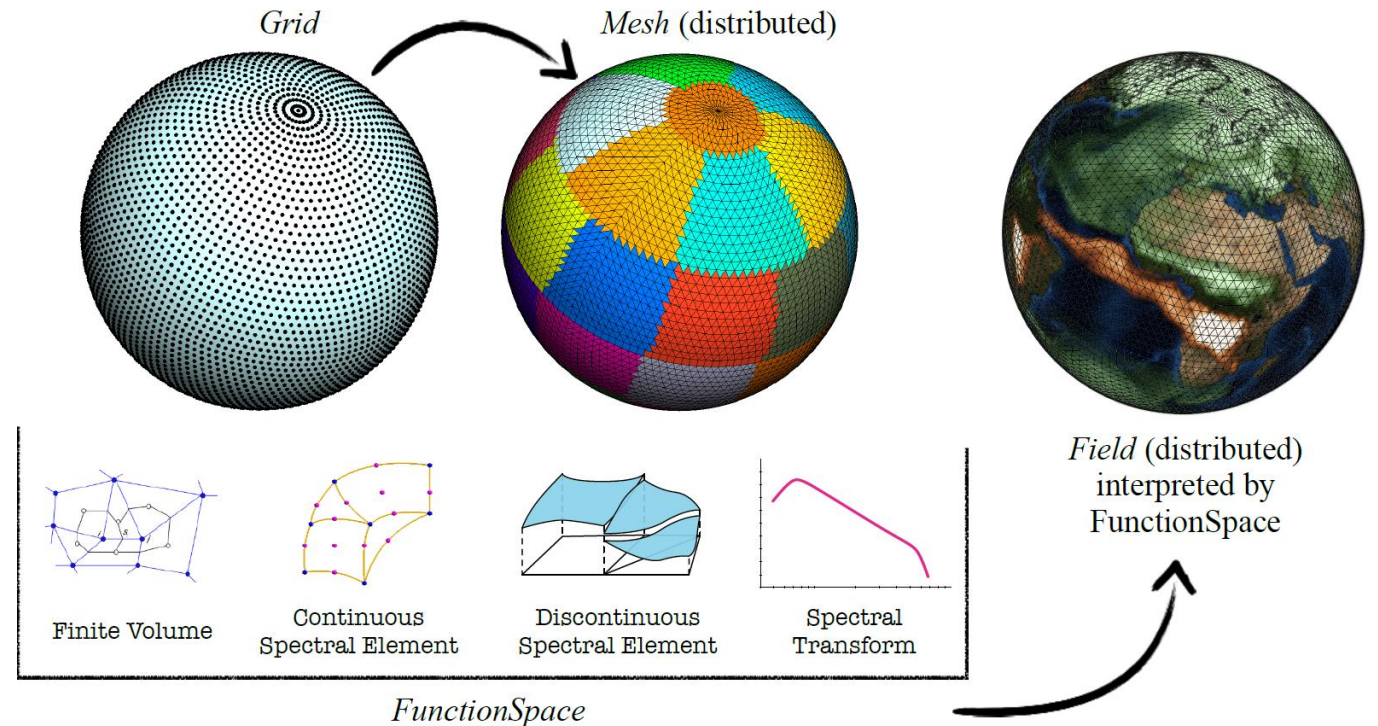 Grid
Mesh (distributed)
Field (distributed)
interpreted by
FunctionSpace
S
i
j
Finite Volume
Continuous
Spectral Element
Discontinuous
Spectral Element
Spectral
Transform
FunctionSpace